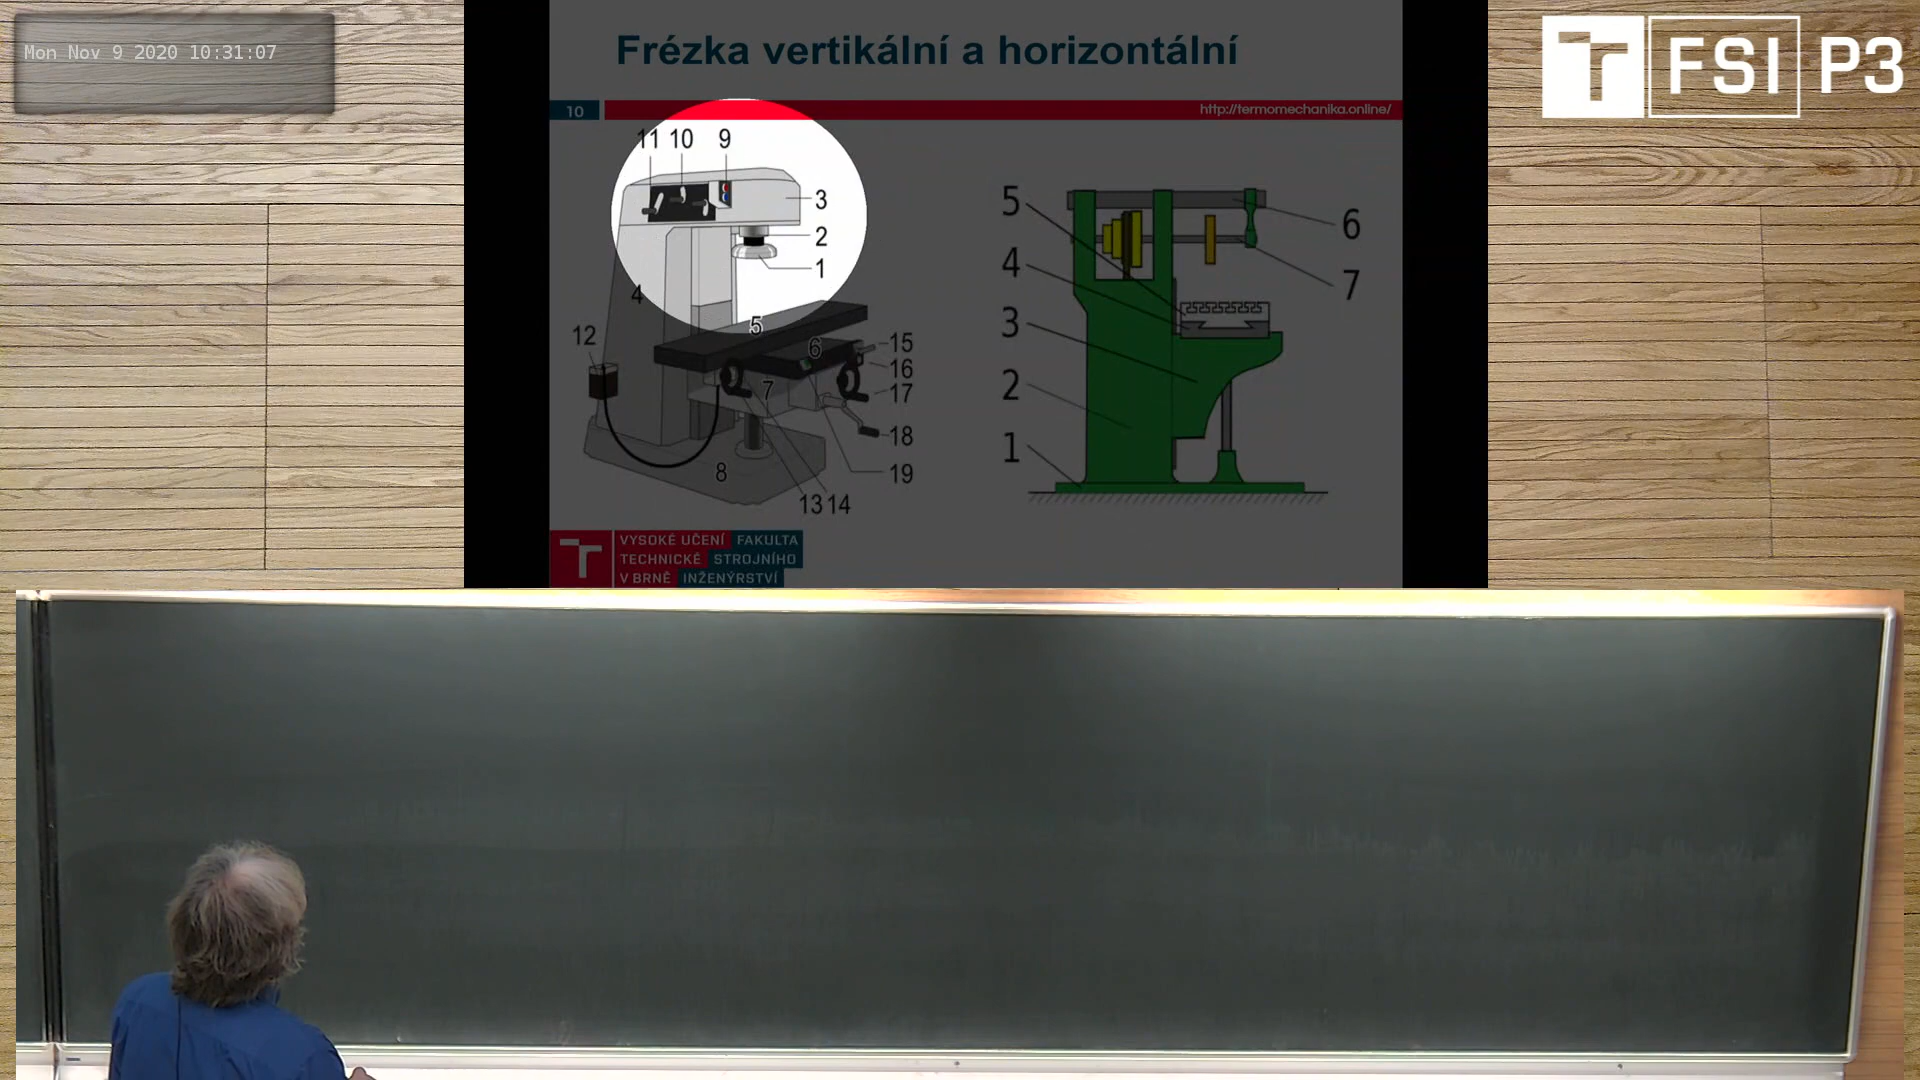 Mon Nov 9 2020 10:31:07
FSI P3
Frézka vertikální a horizontální
10
http://termomechanika.online/
11 10 9
3
2
1
4
12
5
6
15
16
7
17
18
8
19
13 14
5
6
4
7
3
2
1
VYSOKÉ UČENÍ FAKULTA
TECHNICKÉ STROJNÍHO
V BRNĚ INŽENÝRSTVÍ